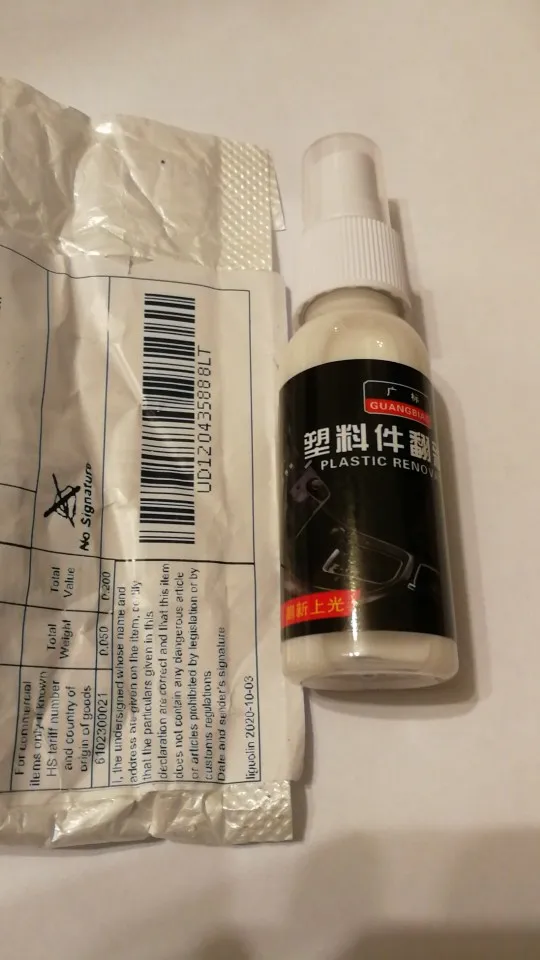 UD120435888LT
No Signature
For commercial
items only if known
HS tariff number
and country of
origin of goods
Total
Weight
Total
Value
6102300021
0.050
0.200
I, the undersigned whose name and
address are given on the item, certify
that the particulars given in this
declaration are correct and that this item
does not contain any dangerous article
or articles prohibited by legislation or by
customs regulations
Date and sender's signature
liguolin 2020-10-03
广 标
塑料件翻
PLASTIC
新上光